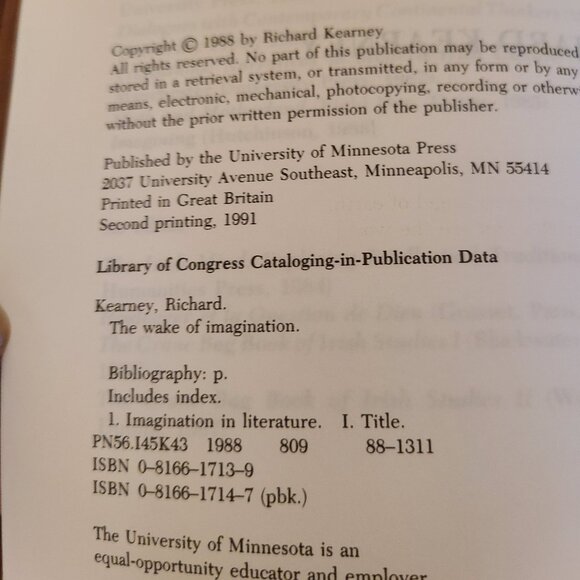 Copyright © 1988 by Richard Kearney
All rights reserved. No part of this publication may be reproduced
stored in a retrieval system, or transmitted, in any form or by any
means, electronic, mechanical, photocopying, recording or otherw
without the prior written permission of the publisher.
Published by the University of Minnesota Press
2037 University Avenue Southeast, Minneapolis, MN 55414
Printed in Great Britain
Second printing, 1991
Library of Congress Cataloging-in-Publication Data
Kearney, Richard.
The wake of imagination.
Bibliography: p.
Includes index.
1. Imagination in literature. I. Title.
PN56.I45K43 1988 809 88–1311
ISBN 0–8166–1713–9
ISBN 0–8166–1714–7 (pbk.)
The University of Minnesota is an
equal-opportunity educator and employer